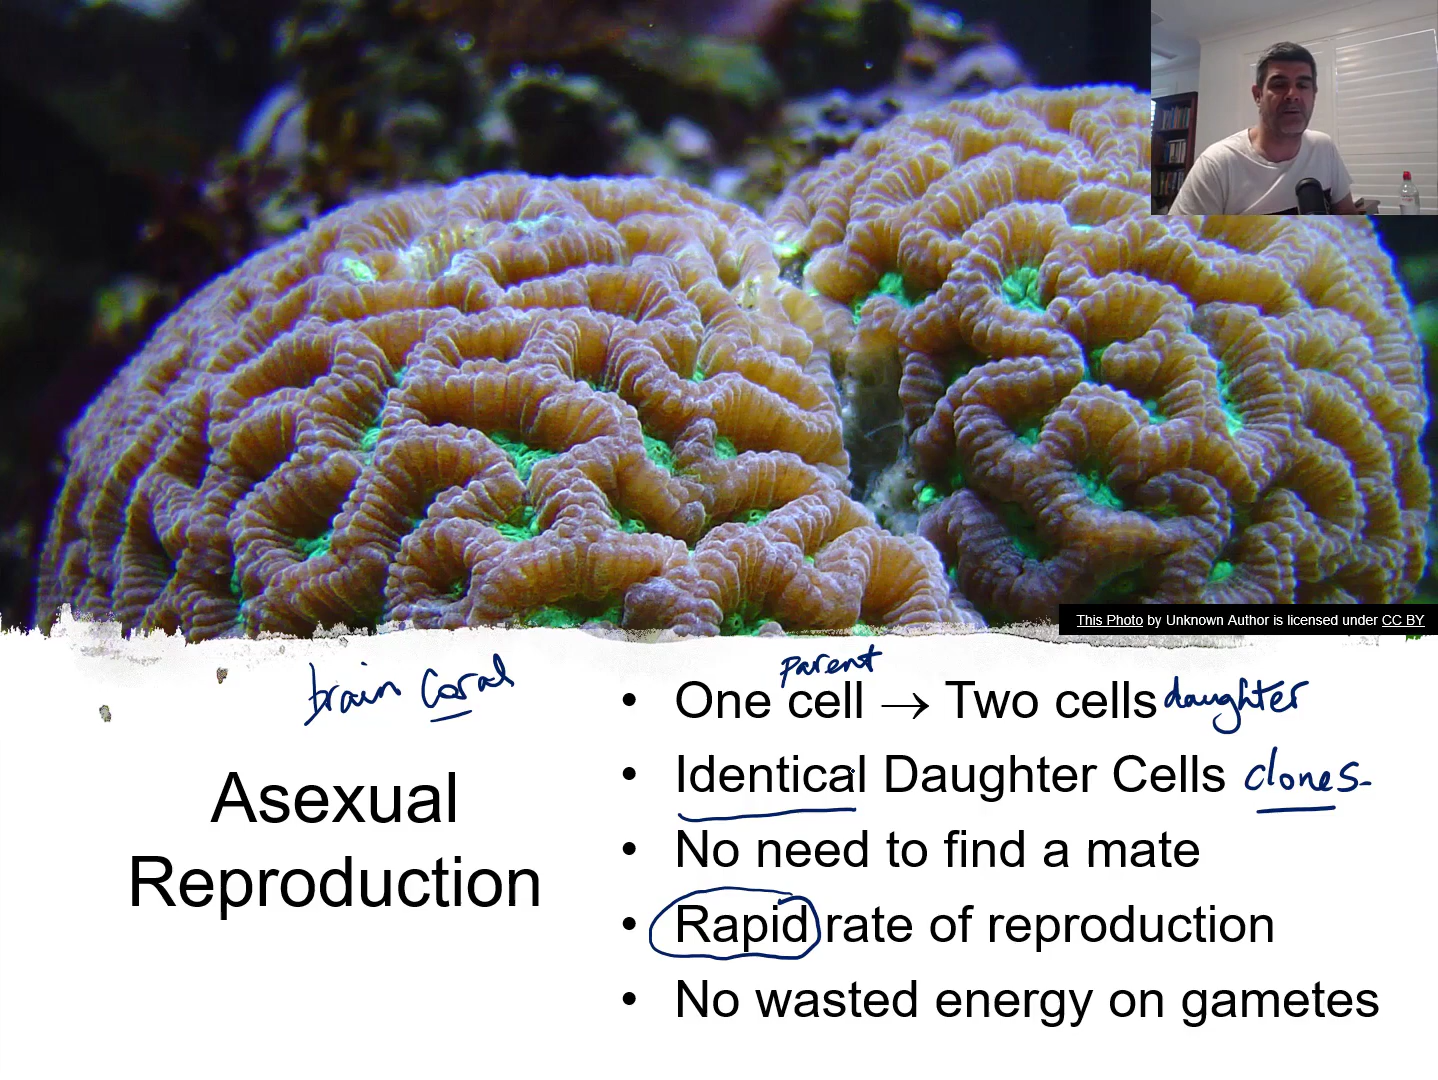 This Photo by Unknown Author is licensed under CC BY
brain coral
Asexual
Reproduction
parent
• One cell → Two cells daughter
• Identical Daughter Cells clones
• No need to find a mate
• Rapid rate of reproduction
• No wasted energy on gametes